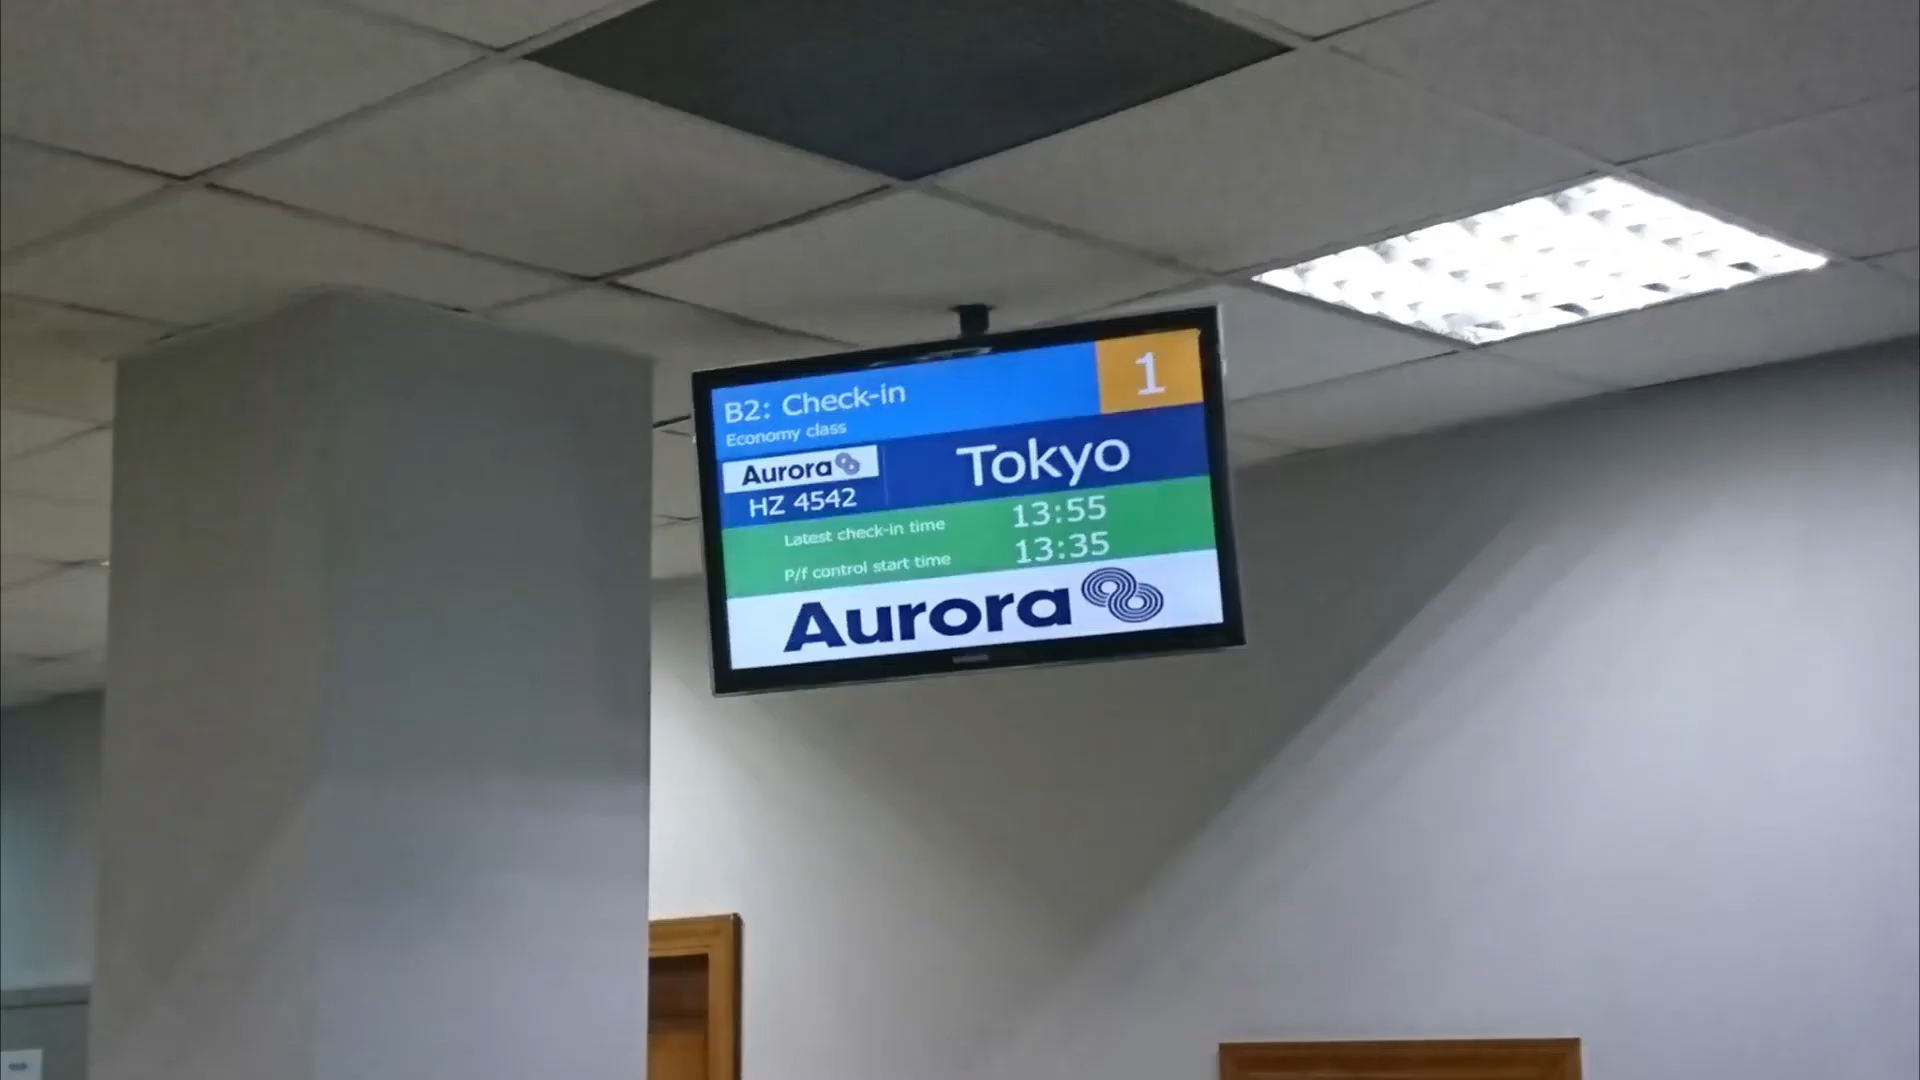 B2: Check-in
1
Economy class
Aurora
Tokyo
HZ 4542
Latest check-in time 13:55
P/f control start time 13:35
Aurora